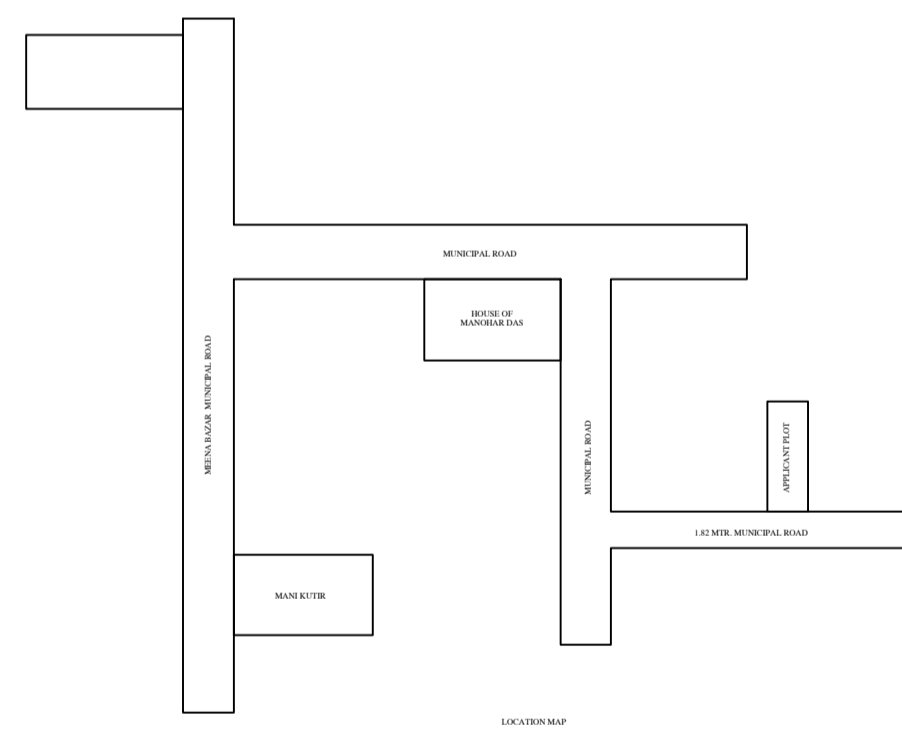 MUNICIPAL ROAD
HOUSE OF
MANOHAR DAS
MEENA BAZAR MUNICIPAL ROAD
MUNICIPAL ROAD
APPLICANT PLOT
1.82 MTR. MUNICIPAL ROAD
MANI KUTIR
LOCATION MAP